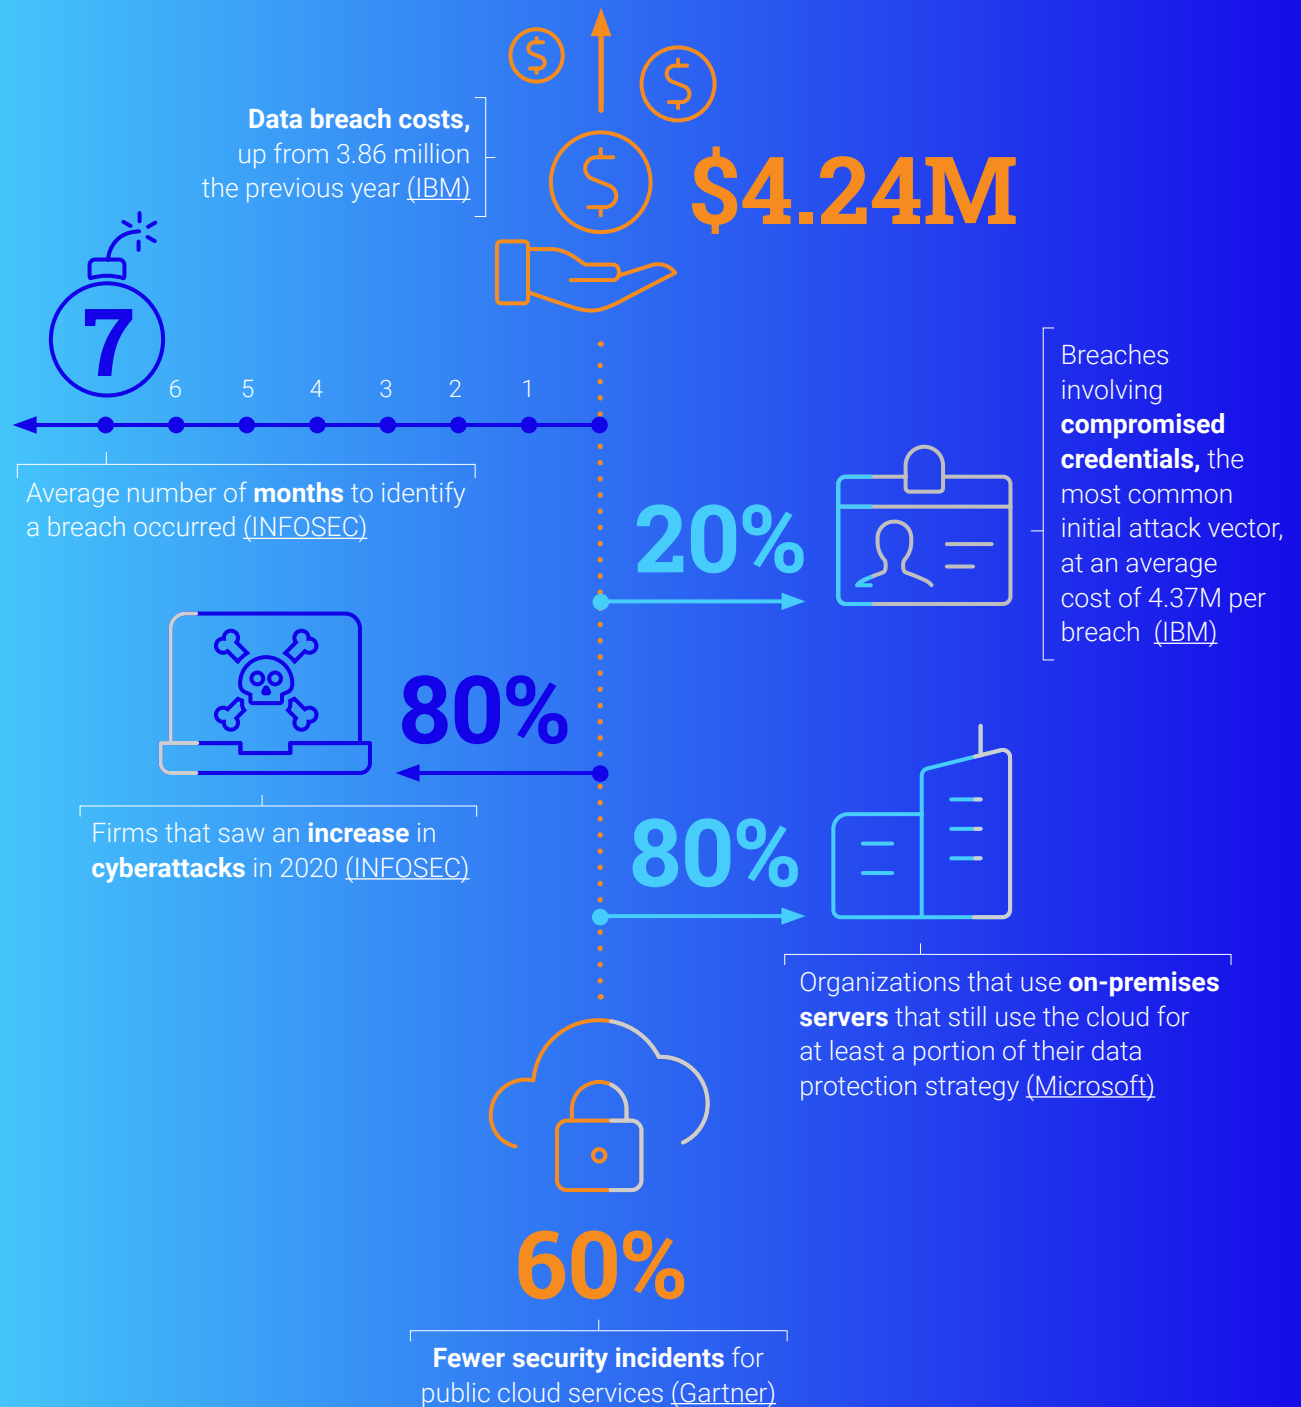 $
$
$
Data breach costs,
up from 3.86 million
the previous year (IBM)
$4.24M
7
6 5 4 3 2 1
Average number of months to identify
a breach occurred (INFOSEC)
Breaches
involving
compromised
credentials, the
most common
initial attack vector,
at an average
cost of 4.37M per
breach (IBM)
20%
80%
Firms that saw an increase in
cyberattacks in 2020 (INFOSEC)
80%
Organizations that use on-premises
servers that still use the cloud for
at least a portion of their data
protection strategy (Microsoft)
60%
Fewer security incidents for
public cloud services (Gartner)